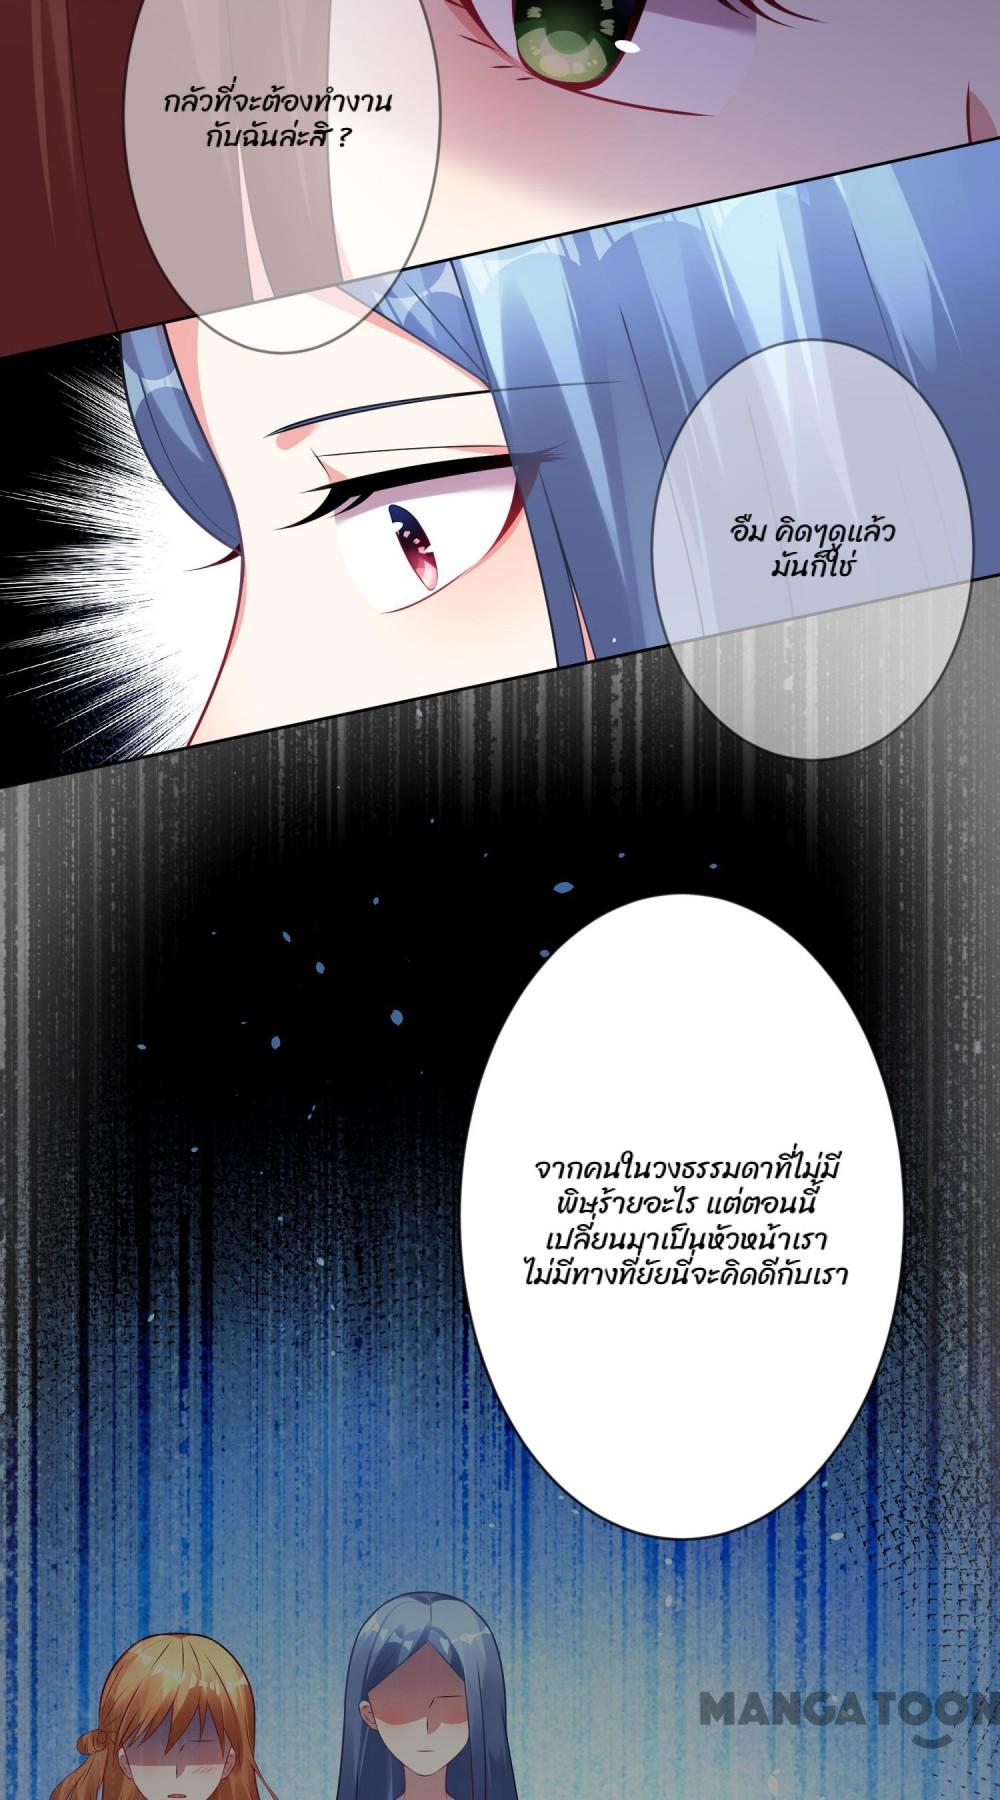 กลัวที่จะต้องทำงาน
กับฉันล่ะสิ ?
อืม คิดๆดูแล้ว
มันก็ใช่
จากคนในวงธรรมดาที่ไม่มี
พิษร้ายอะไร แต่ตอนนี้
เปลี่ยนมาเป็นหัวหน้าเรา
ไม่มีทางที่ยัยนี่จะคิดดีกับเรา
MANGATOON